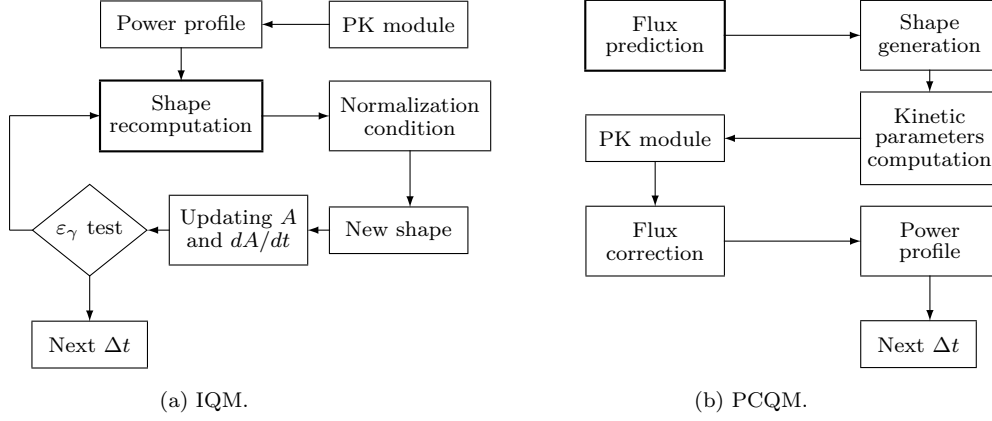 Power profile
PK module
Shape
recomputation
Normalization
condition
εγ test
Updating A
and dA/dt
New shape
Next Δt
(a) IQM.
Flux
prediction
Shape
generation
PK module
Kinetic
parameters
computation
Flux
correction
Power
profile
Next Δt
(b) PCQM.